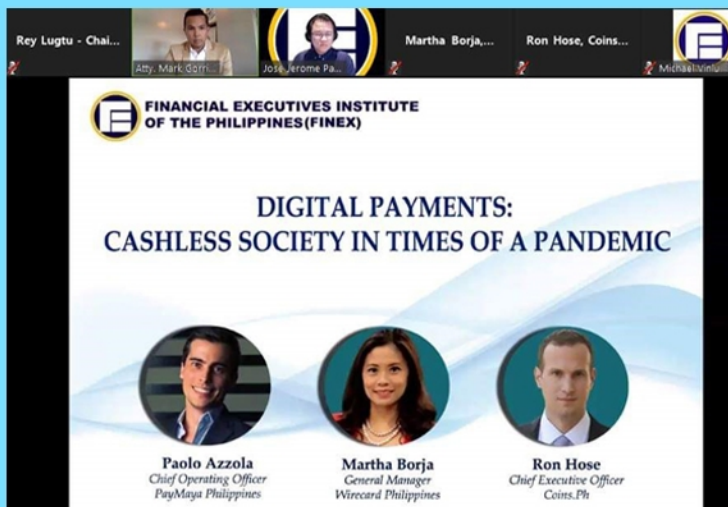 Rey Lugtu - Chai...
Atty. Mark Gorri...
Jose Jerome Pa...
Martha Borja,...
Ron Hose, Coins...
Michael Vinlu...
FINANCIAL EXECUTIVES INSTITUTE
OF THE PHILIPPINES(FINEX)
DIGITAL PAYMENTS:
CASHLESS SOCIETY IN TIMES OF A PANDEMIC
Paolo Azzola
Chief Operating Officer
PayMaya Philippines
Martha Borja
General Manager
Wirecard Philippines
Ron Hose
Chief Executive Officer
Coins.Ph